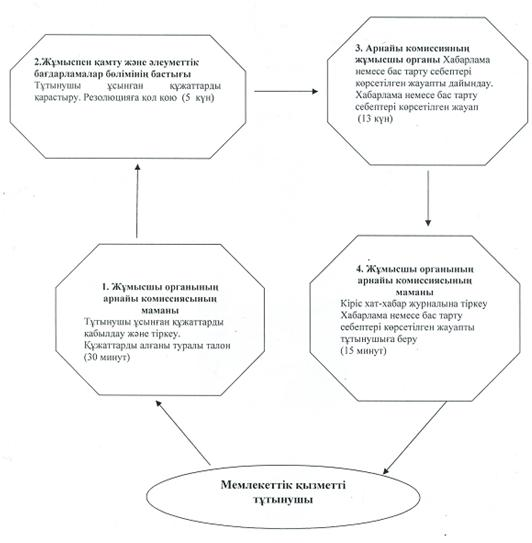 2.Жұмыспен қамту және әлеуметтік
бағдарламалар бөлімінің бастығы
Тұтынушы ұсынған құжаттарды
қарастыру. Резолюцияға қол қою (5 күн)
3. Арнайы комиссияның
жұмысшы органы Хабарлама
немесе бас тарту себептері
көрсетілген жауапты дайындау.
Хабарлама немесе бас тарту
себептері көрсетілген жауап
(13 күн)
1. Жұмысшы органының
арнайы комиссиясының
маманы
Тұтынушы ұсынған құжаттарды
қабылдау және тіркеу.
Құжаттарды алғаны туралы талон
(30 минут)
4. Жұмысшы органының
арнайы комиссиясының
маманы
Кіріс хат-хабар журналына тіркеу
Хабарлама немесе бас тарту
себептері көрсетілген жауапты
тұтынушыға беру
(15 минут)
Мемлекеттік қызметті
тұтынушы